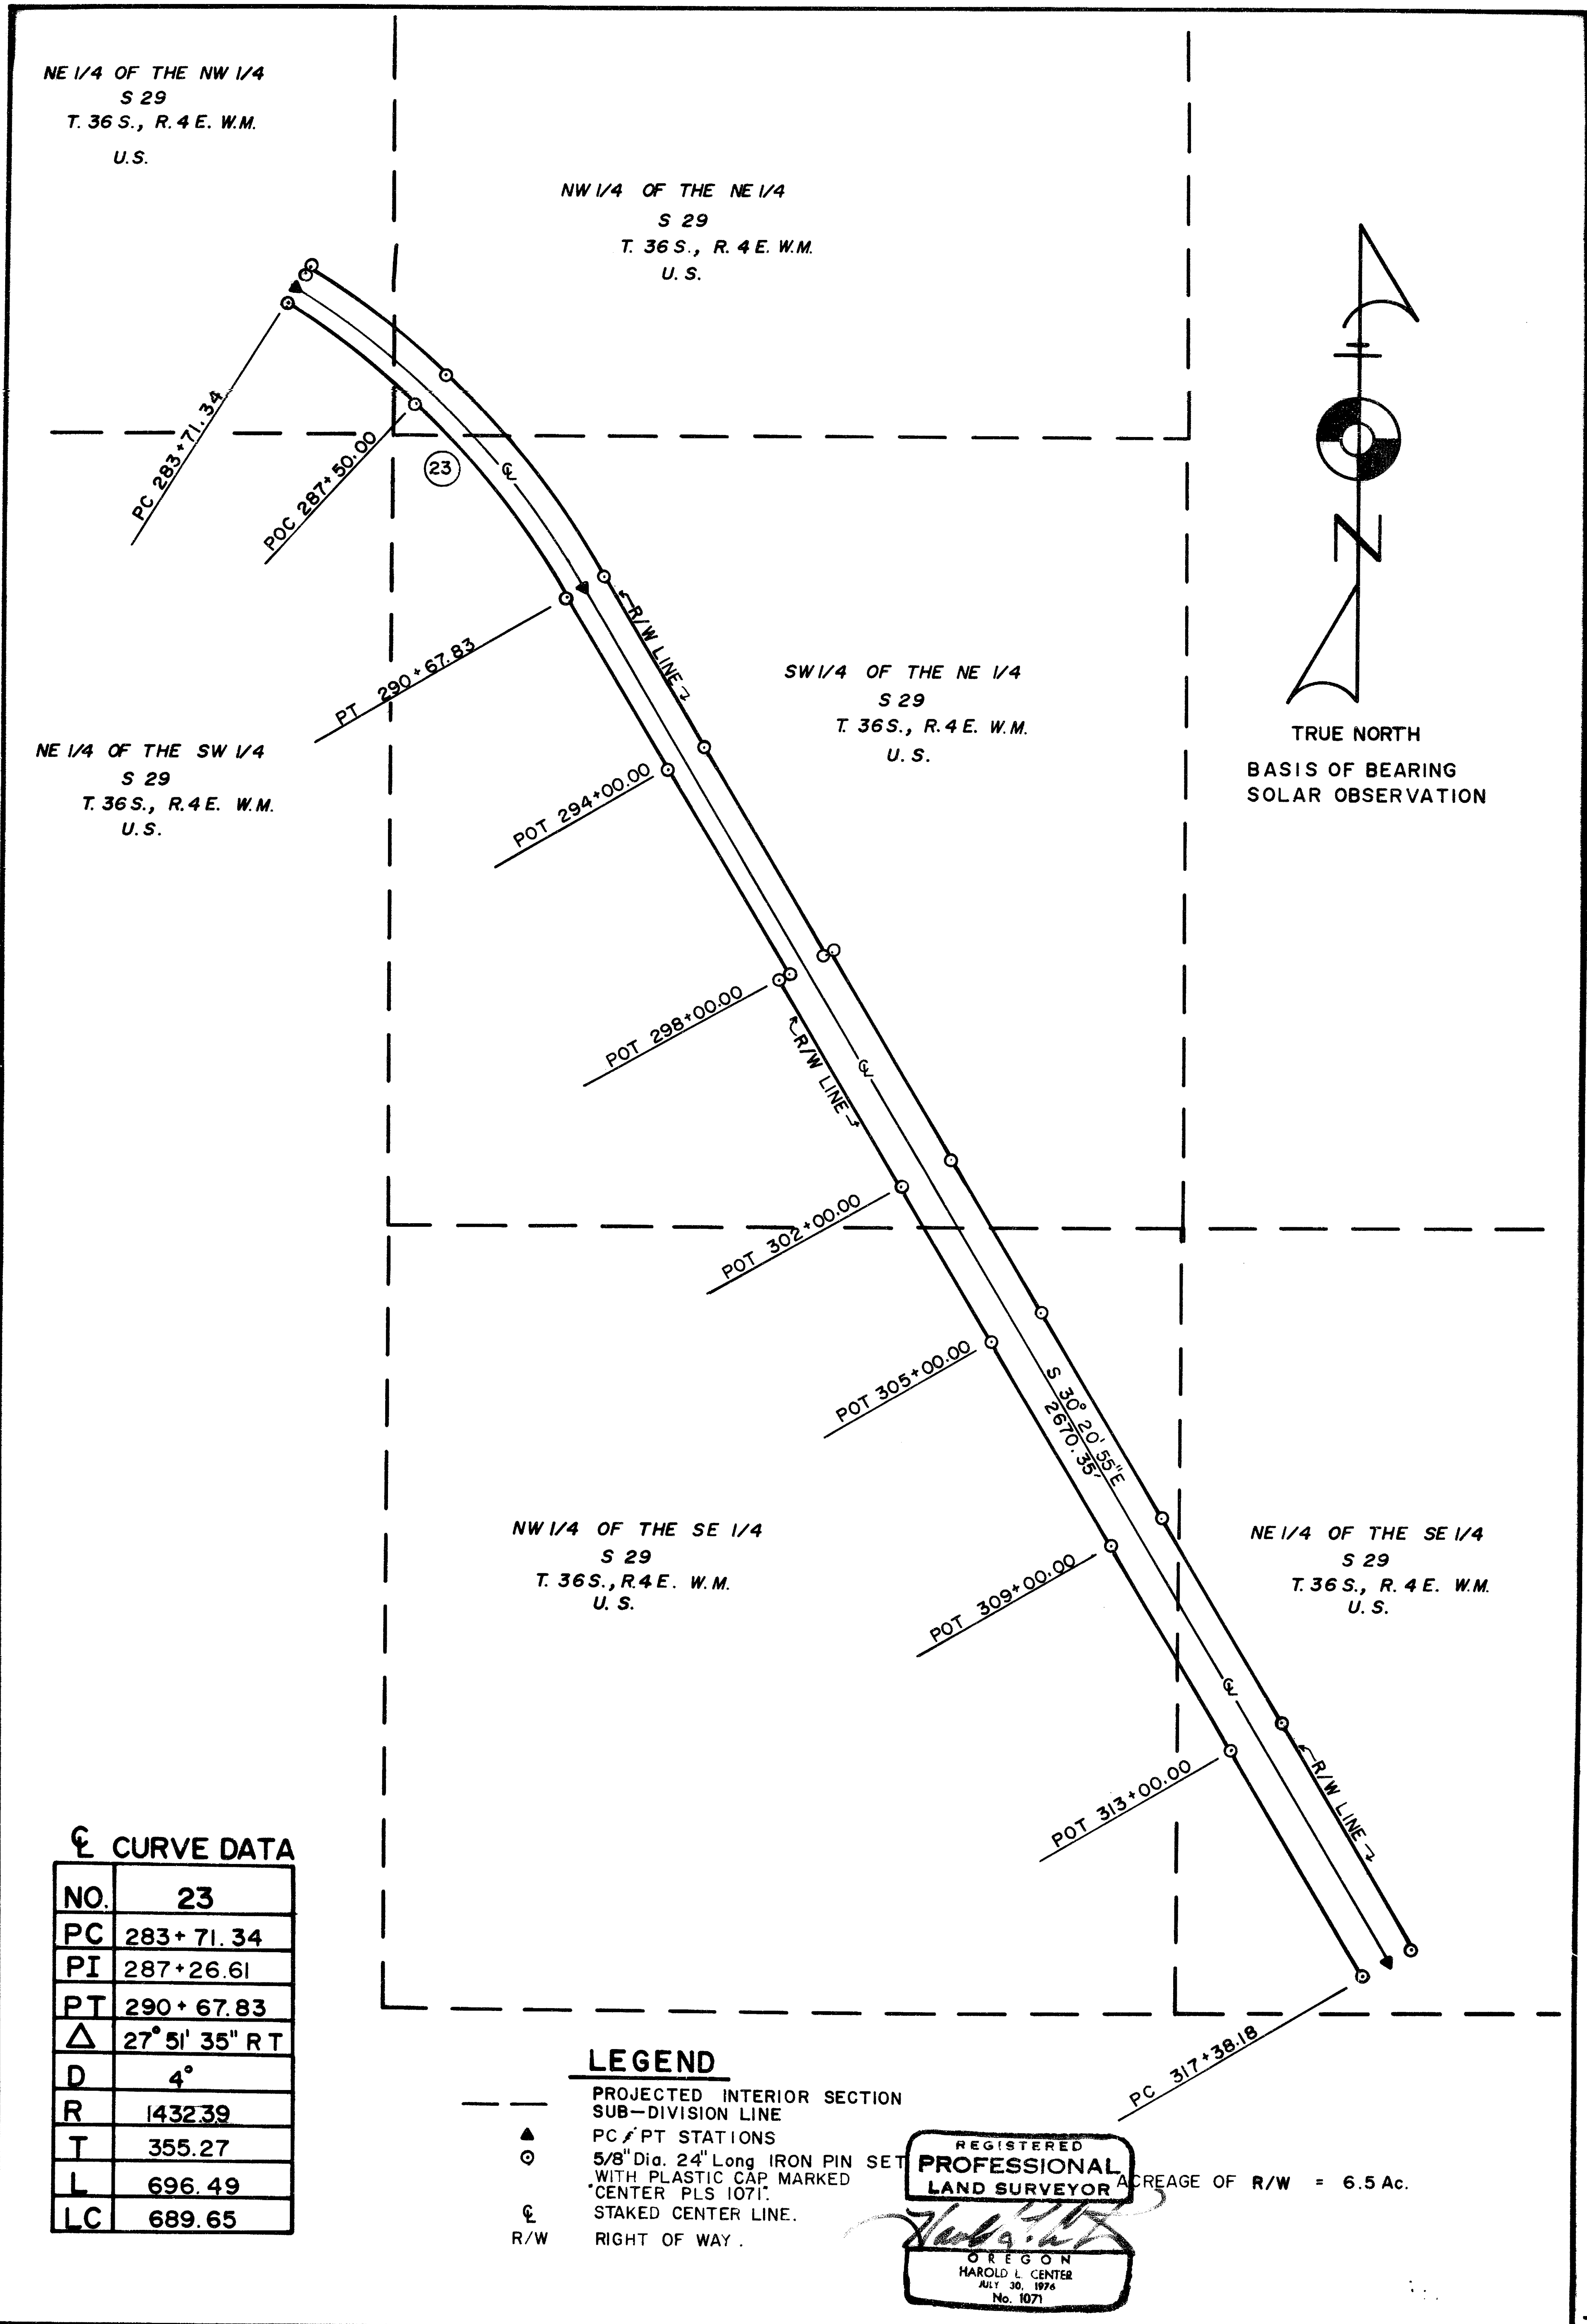 NE 1/4 OF THE NW 1/4
S 29
T. 36 S., R. 4 E. W.M.
U.S.
NW 1/4 OF THE NE 1/4
S 29
T. 36 S., R. 4 E. W.M.
U. S.
PC 283+71.34
POC 287+50.00
23
℄
PT 290+67.83
R/W LINE
SW 1/4 OF THE NE 1/4
S 29
T. 36 S., R. 4 E. W.M.
U. S.
N
TRUE NORTH
BASIS OF BEARING
SOLAR OBSERVATION
NE 1/4 OF THE SW 1/4
S 29
T. 36 S., R. 4 E. W.M.
U. S.
POT 294+00.00
POT 298+00.00
R/W LINE
℄
POT 302+00.00
POT 305+00.00
S 30° 20' 55"E
2670.35'
NW 1/4 OF THE SE 1/4
S 29
T. 36 S., R. 4 E. W.M.
U. S.
NE 1/4 OF THE SE 1/4
S 29
T. 36 S., R. 4 E. W.M.
U. S.
POT 309+00.00
℄
POT 313+00.00
R/W LINE
PC 317+38.18
℄ CURVE DATA
NO. 23
PC 283+71.34
PI 287+26.61
PT 290+67.83
△ 27° 51' 35" RT
D 4°
R 1432.39
T 355.27
L 696.49
LC 689.65
LEGEND
PROJECTED INTERIOR SECTION
SUB-DIVISION LINE
PC & PT STATIONS
5/8" Dia. 24" Long IRON PIN SET
WITH PLASTIC CAP MARKED
"CENTER PLS 1071".
℄ STAKED CENTER LINE.
R/W RIGHT OF WAY.
REGISTERED
PROFESSIONAL
LAND SURVEYOR
OREGON
HAROLD L. CENTER
JULY 30, 1976
No. 1071
ACREAGE OF R/W = 6.5 Ac.